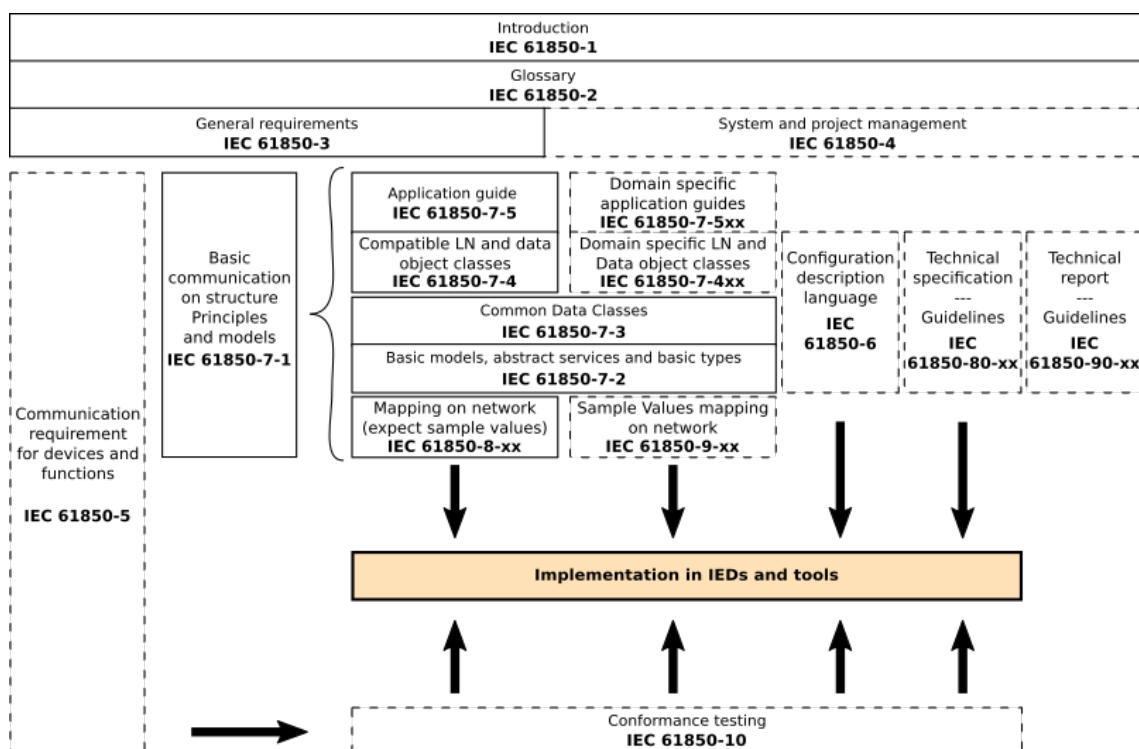 Introduction
IEC 61850-1
Glossary
IEC 61850-2
General requirements
IEC 61850-3
System and project management
IEC 61850-4
Communication
requirement
for devices and
functions
IEC 61850-5
Basic
communication
on structure
Principles
and models
IEC 61850-7-1
Application guide
IEC 61850-7-5
Domain specific
application guides
IEC 61850-7-5xx
Compatible LN and data
object classes
IEC 61850-7-4
Domain specific LN and
Data object classes
IEC 61850-7-4xx
Common Data Classes
IEC 61850-7-3
Basic models, abstract services and basic types
IEC 61850-7-2
Mapping on network
(expect sample values)
IEC 61850-8-xx
Sample Values mapping
on network
IEC 61850-9-xx
Configuration
description
language
IEC
61850-6
Technical
specification
---
Guidelines
IEC
61850-80-xx
Technical
report
---
Guidelines
IEC
61850-90-xx
Implementation in IEDs and tools
Conformance testing
IEC 61850-10